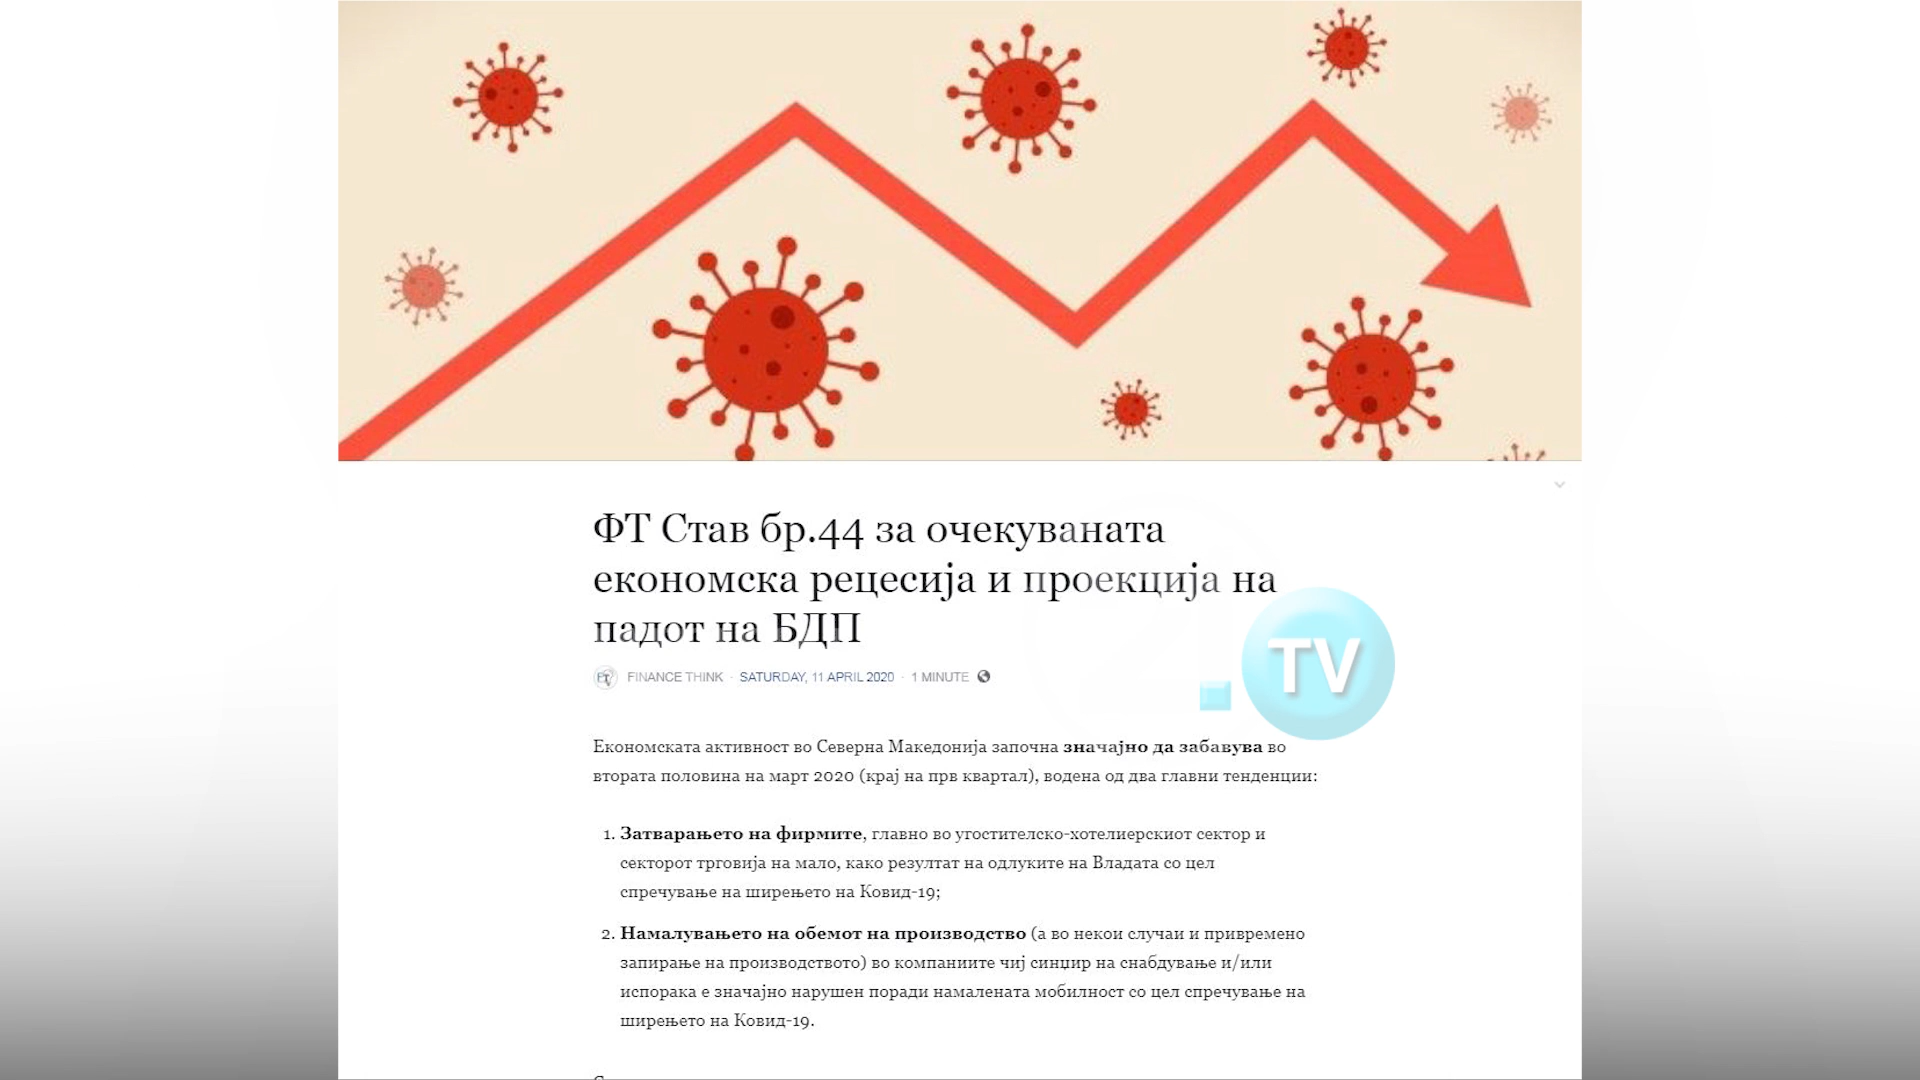 ФТ Став бр.44 за очекуваната
економска рецесија и проекција на
падот на БДП
FINANCE THINK · SATURDAY, 11 APRIL 2020 · 1 MINUTE
TV
Економската активност во Северна Македонија започна значајно да забавува во
втората половина на март 2020 (крај на прв квартал), водена од два главни тенденции:
1. Затварањето на фирмите, главно во угостителско-хотелиерскиот сектор и
секторот трговија на мало, како резултат на одлуките на Владата со цел
спречување на ширењето на Ковид-19;
2. Намалувањето на обемот на производство (а во некои случаи и привремено
запирање на производството) во компаниите чиј синџир на снабдување и/или
испорака е значајно нарушен поради намалената мобилност со цел спречување на
ширењето на Ковид-19.